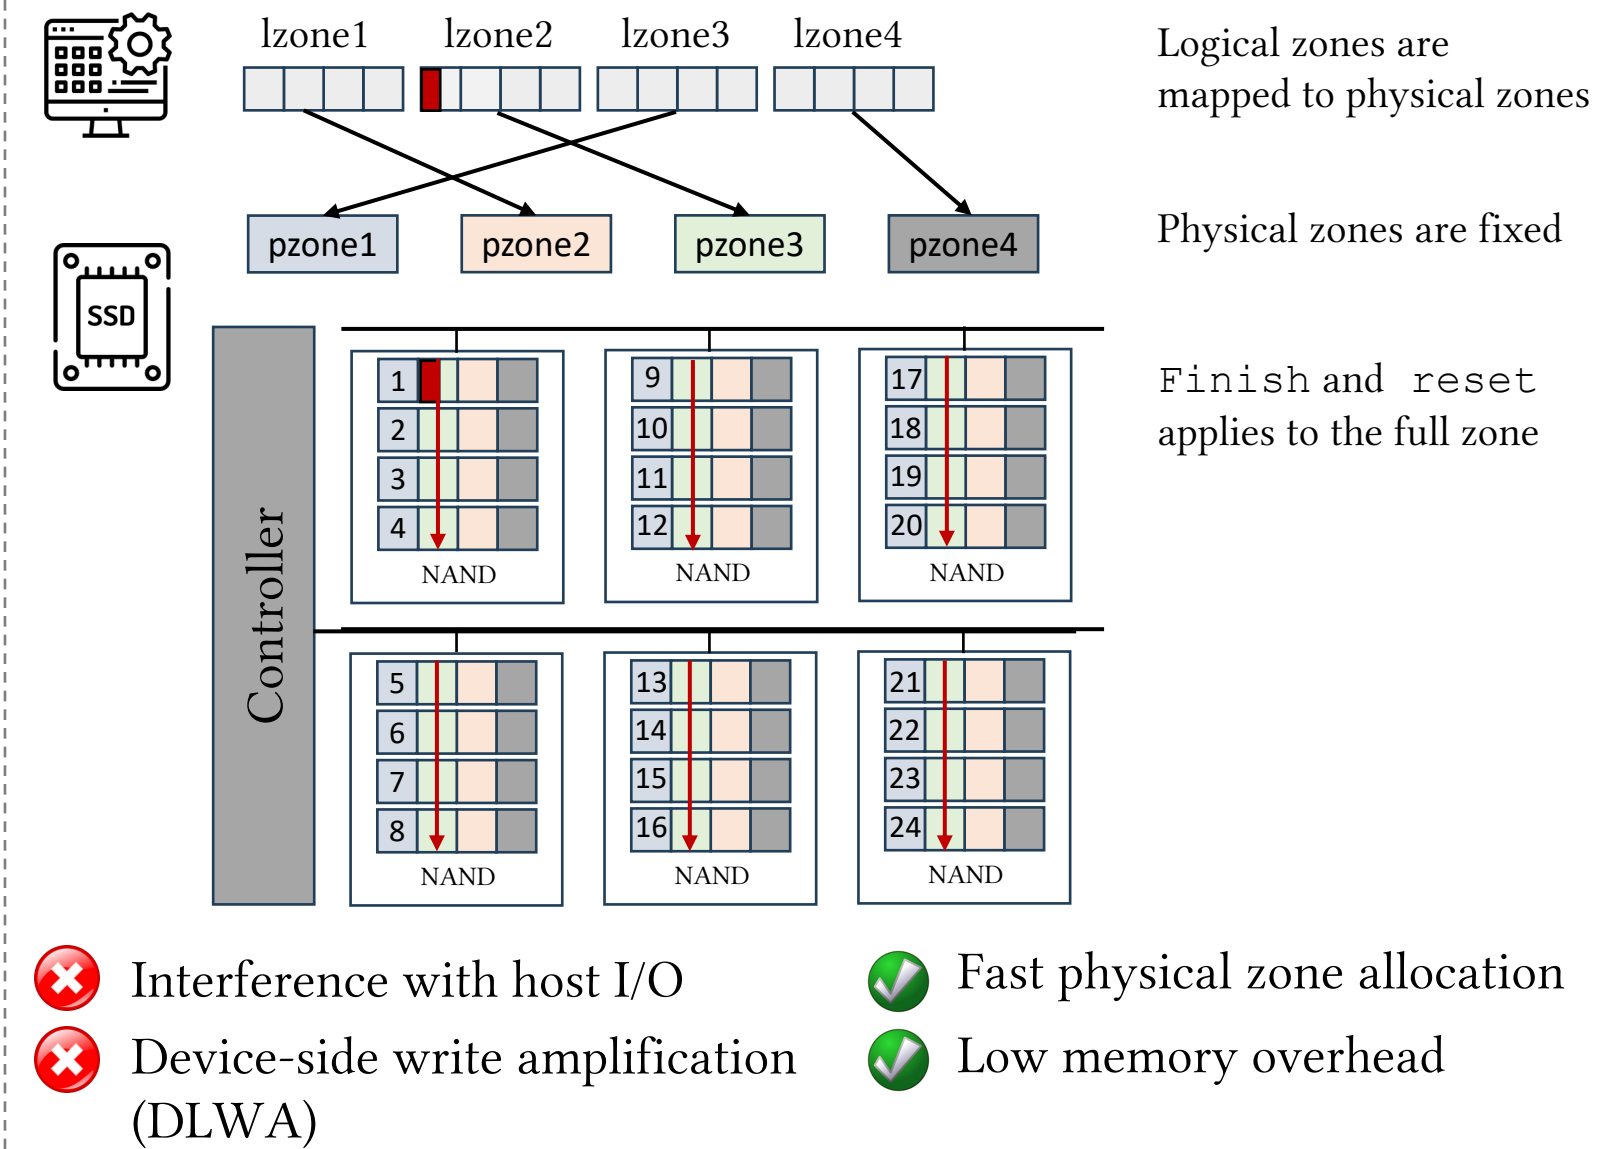 lzone1 lzone2 lzone3 lzone4
Logical zones are
mapped to physical zones
pzone1 pzone2 pzone3 pzone4
Physical zones are fixed
SSD
Controller
1 9 17
2 10 18
3 11 19
4 12 20
NAND NAND NAND
Finish and reset
applies to the full zone
5 13 21
6 14 22
7 15 23
8 16 24
NAND NAND NAND
Interference with host I/O
Device-side write amplification
(DLWA)
Fast physical zone allocation
Low memory overhead